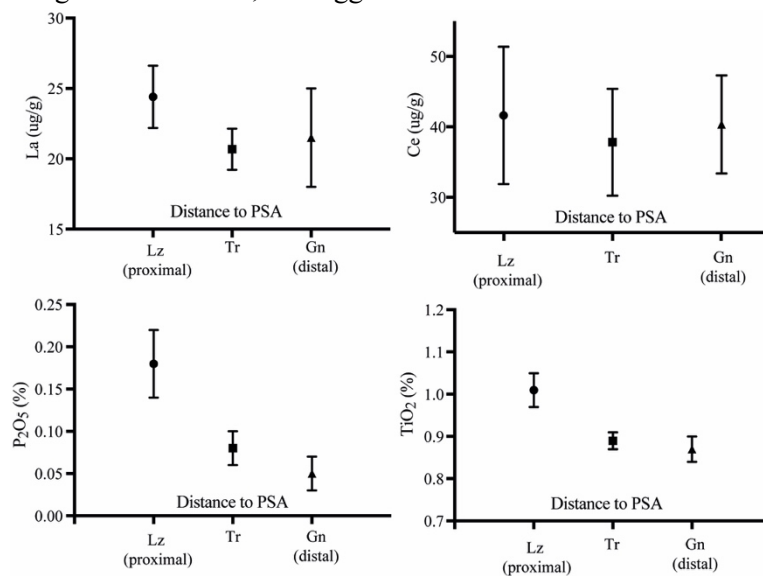 La (ug/g)
30
25
20
15
Distance to PSA
Lz
(proximal)
Tr
Gn
(distal)
Ce (ug/g)
50
40
30
Distance to PSA
Lz
(proximal)
Tr
Gn
(distal)
P₂O₅ (%)
0.25
0.20
0.15
0.10
0.05
0.00
Distance to PSA
Lz
(proximal)
Tr
Gn
(distal)
TiO₂ (%)
1.2
1.1
1.0
0.9
0.8
0.7
Distance to PSA
Lz
(proximal)
Tr
Gn
(distal)